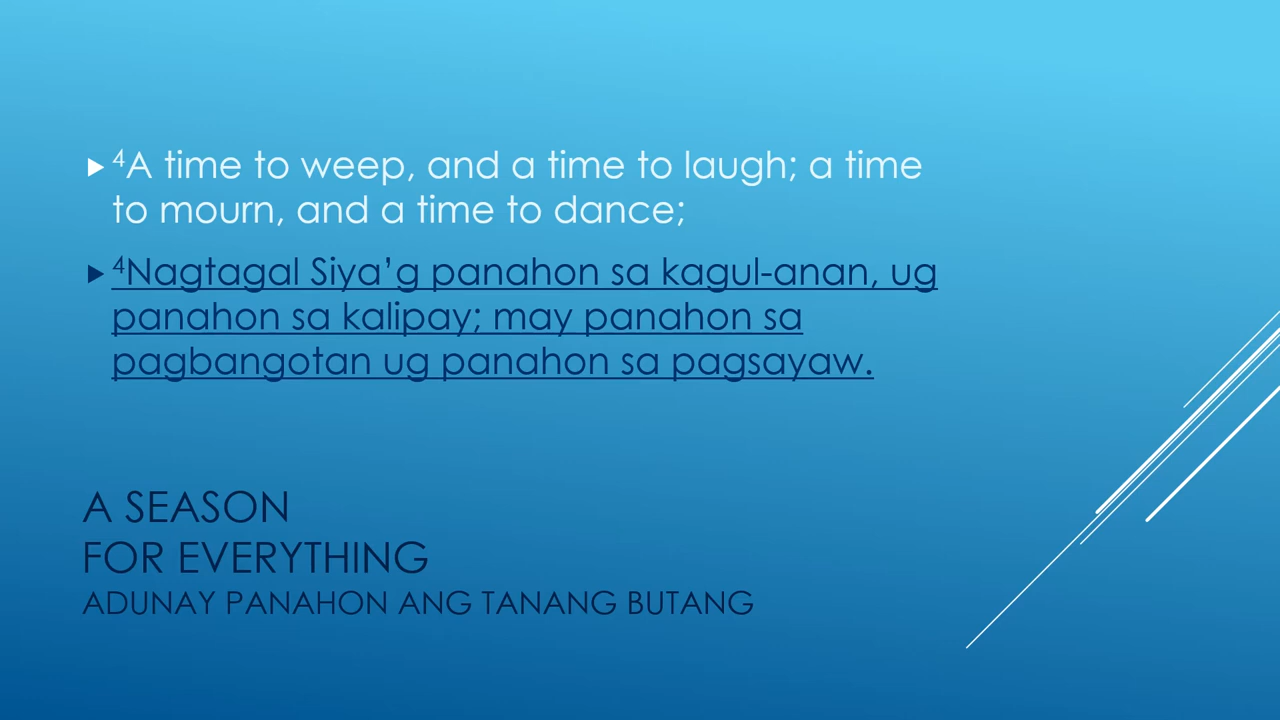 ⁴A time to weep, and a time to laugh; a time
to mourn, and a time to dance;
⁴Nagtagal Siya’g panahon sa kagul-anan, ug
panahon sa kalipay; may panahon sa
pagbangotan ug panahon sa pagsayaw.
A SEASON
FOR EVERYTHING
ADUNAY PANAHON ANG TANANG BUTANG